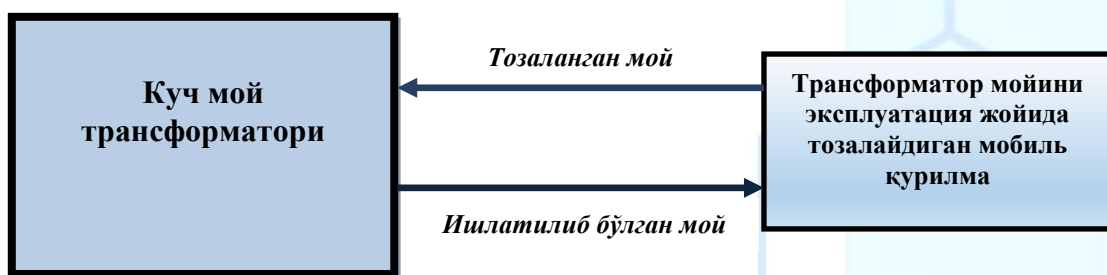 Куч мой
трансформатори
Тозаланган мой
Ишлатилиб бўлган мой
Трансформатор мойини
эксплуатация жойида
тозалайдиган мобиль
қурилма